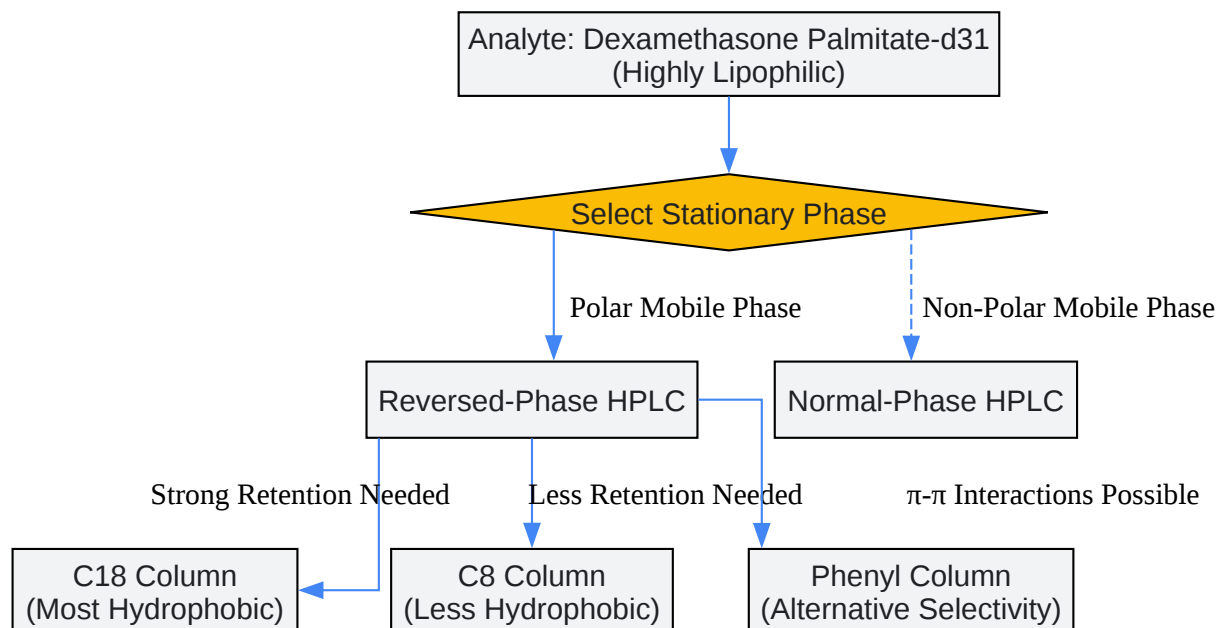 Analyte: Dexamethasone Palmitate-d31
(Highly Lipophilic)
Select Stationary Phase
Polar Mobile Phase
Non-Polar Mobile Phase
Reversed-Phase HPLC
Normal-Phase HPLC
Strong Retention Needed
Less Retention Needed
π-π Interactions Possible
C18 Column
(Most Hydrophobic)
C8 Column
(Less Hydrophobic)
Phenyl Column
(Alternative Selectivity)